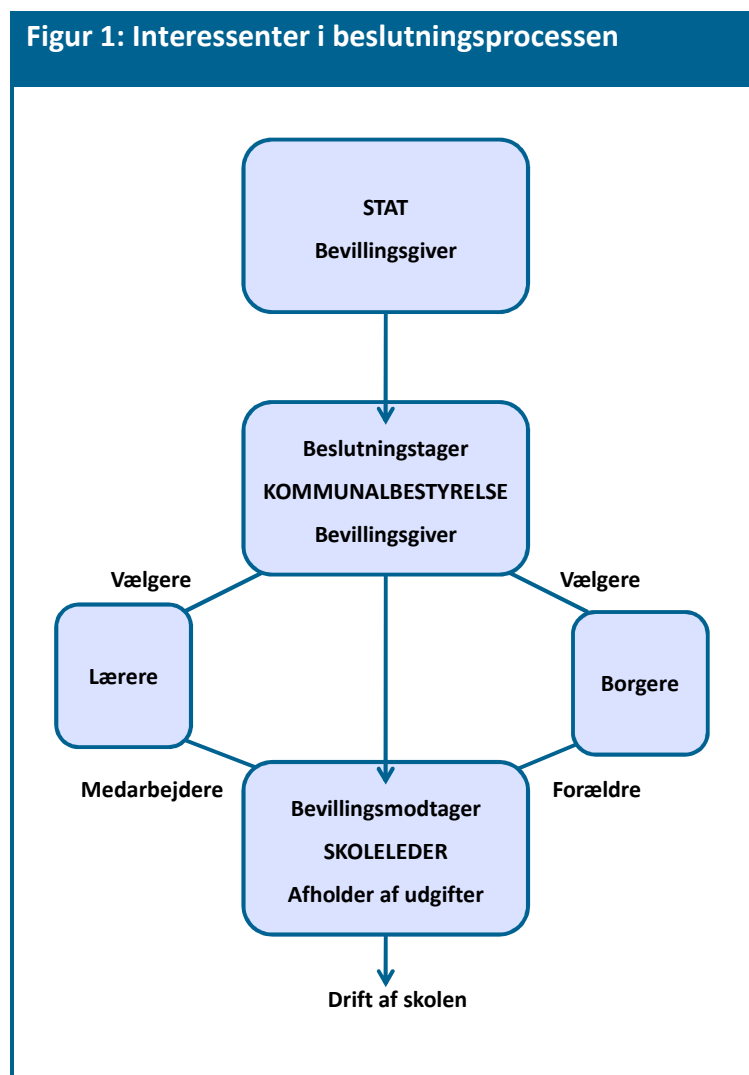 Figur 1: Interessenter i beslutningsprocessen
STAT
Bevillingsgiver
Beslutningstager
KOMMUNALBESTYRELSE
Bevillingsgiver
Vælgere
Vælgere
Lærere
Borgere
Medarbejdere
Forældre
Bevillingsmodtager
SKOLELEDER
Afholder af udgifter
Drift af skolen